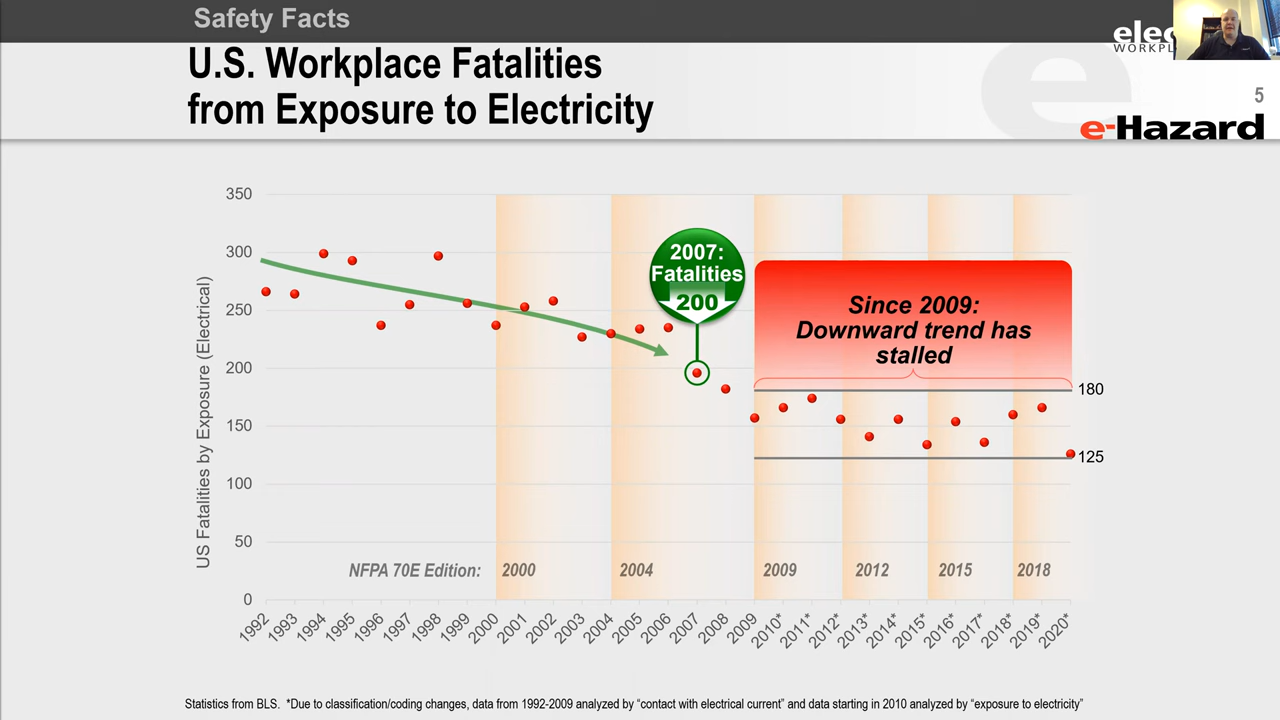 Safety Facts
elec
WORKPL
U.S. Workplace Fatalities
from Exposure to Electricity
5
e-Hazard
US Fatalities by Exposure (Electrical)
350
300
250
200
150
100
50
0
2007:
Fatalities
200
Since 2009:
Downward trend has
stalled
180
125
NFPA 70E Edition: 2000 2004 2009 2012 2015 2018
1992 1993 1994 1995 1996 1997 1998 1999 2000 2001 2002 2003 2004 2005 2006 2007 2008 2009 2010* 2011* 2012* 2013* 2014* 2015* 2016* 2017* 2018* 2019* 2020*
Statistics from BLS. *Due to classification/coding changes, data from 1992-2009 analyzed by “contact with electrical current” and data starting in 2010 analyzed by “exposure to electricity”